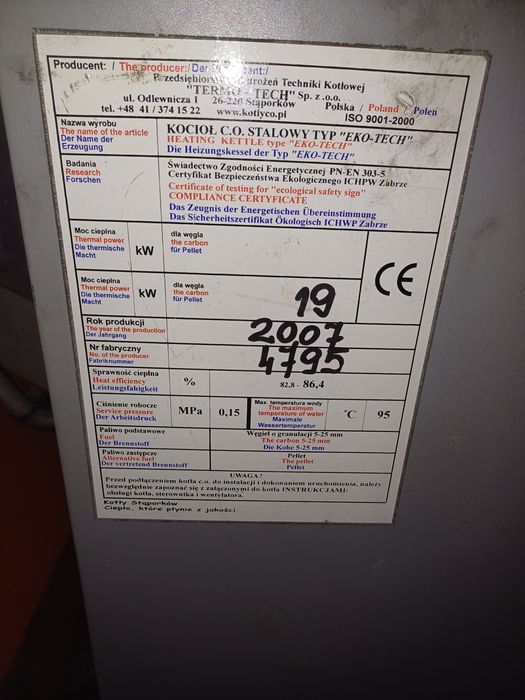 Producent: / The producer:/
Techniki Kotłowej
"TERMO - TECH" Sp. z o.o.
ul. Odlewnicza 1 26-220 Stąporków Polska / Poland / Polen
tel. +48 41 / 374 15 22 www.kotlyco.pl ISO 9001-2000
Nazwa wyrobu
The name of the article
Der Name der
Erzeugung
KOCIOŁ C.O. STALOWY TYP "EKO-TECH"
HEATING KETTLE type "EKO-TECH"
Die Heizungskessel der Typ "EKO-TECH"
Badania
Research
Forschen
Świadectwo Zgodności Energetycznej PN-EN 303-5
Certyfikat Bezpieczeństwa Ekologicznego ICHPW Zabrze
Certificate of testing for "ecological safety sign"
COMPLIANCE CERTYFICATE
Das Zeugnis der Energetischen Übereinstimmung
Das Sicherheitszertifikat Ökologisch ICHWP Zabrze
Moc cieplna
Thermal power
Die thermische
Macht
kW
dla węgla
the carbon
für Pellet
Moc cieplna
Thermal power
Die thermische
Macht
kW
dla węgla
the carbon
für Pellet
19
CE
Rok produkcji
The year of the production
Der Jahrgang
2007
Nr fabryczny
No. of the producer
Fabriknummer
4795
Sprawność cieplna
Heat efficiency
Leistungsfahigkeit
%
82,8 - 86,4
Ciśnienie robocze
Service pressure
Der Arbeitsdruck
MPa
0,15
Max. temperatura wody
The maximum
temperature of water
Maximale
Wassertemperatur
°C
95
Paliwo podstawowe
Fuel
Der Brennstoff
Węgiel o granulacji 5-25 mm
The carbon 5-25 mm
Die Kohe 5-25 mm
Paliwo zastępcze
Alternative fuel
Der vertretend Brennstoff
Pellet
The pellet
Pellet
UWAGA!
Przed podłączeniem kotła c.o. do instalacji i dokonaniem uruchomienia, należy
bezwzględnie zapoznać się z załączonymi do kotła INSTRUKCJAMI:
obsługi kotła, sterownika i wentylatora.
Kotły Stąporków
Ciepło, które płynie z jakości...